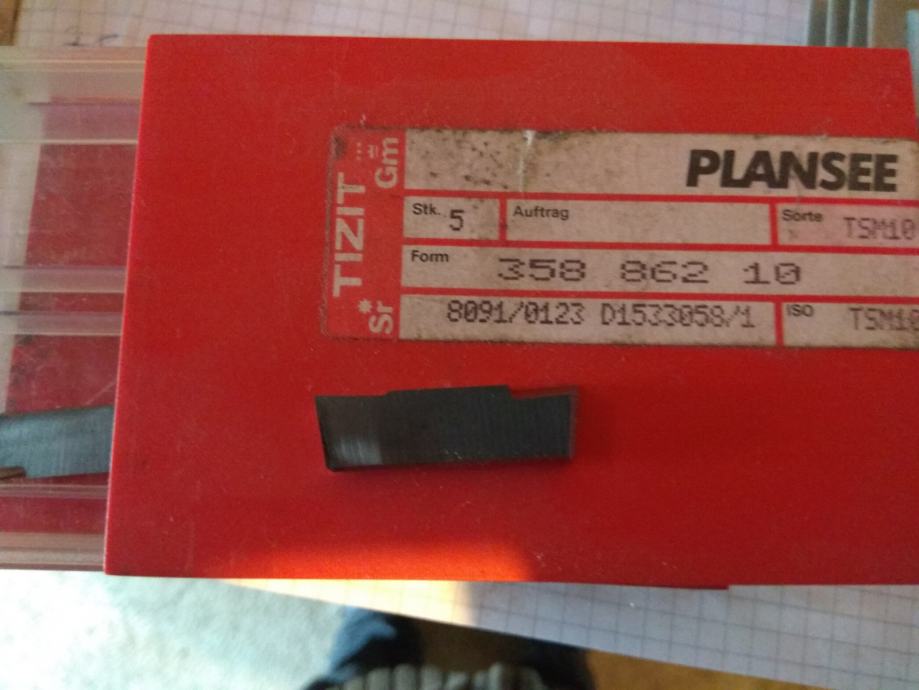 PLANSEE
TIZIT
Gm
Sr*
Stk. 5
Auftrag
Sorte TSM10
Form 358 862 10
8091/0123 D1533058/1
ISO TSM10